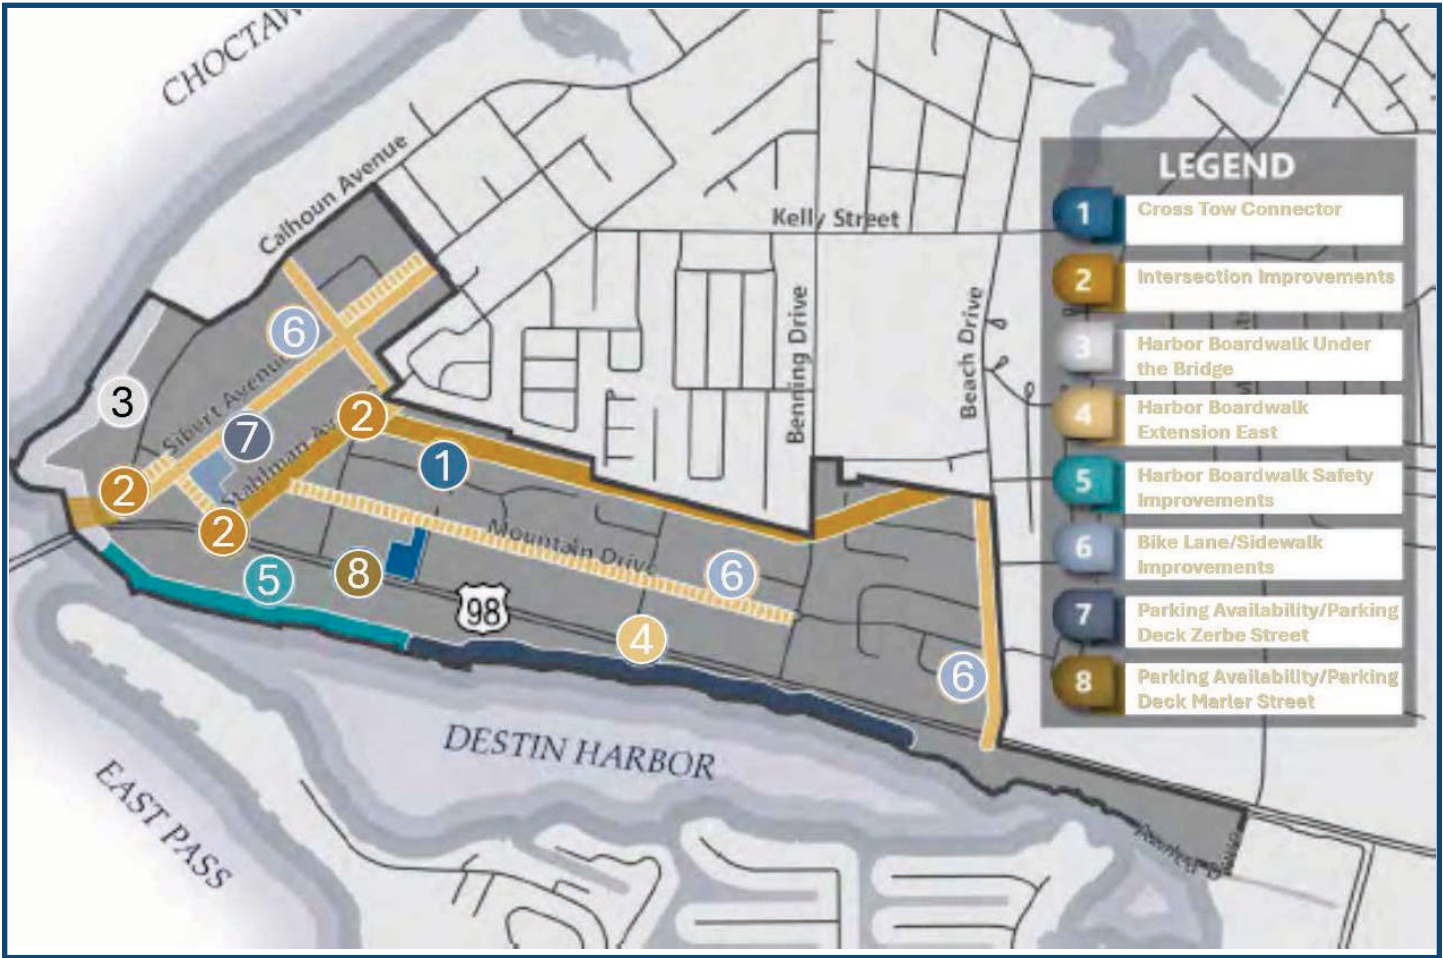 CHOCTAW
Calhoun Avenue
Kelly Street
LEGEND
1 Cross Tow Connector
2 Intersection Improvements
3 Harbor Boardwalk Under
the Bridge
4 Harbor Boardwalk
Extension East
5 Harbor Boardwalk Safety
Improvements
6 Bike Lane/Sidewalk
Improvements
7 Parking Availability/Parking
Deck Zerbe Street
8 Parking Availability/Parking
Deck Marler Street
Benning Drive
Beach Drive
6
3
Sibert Avenue
7
2
Stahlman Av
2
1
2
Mountain Drive
5
8
6
98
4
6
DESTIN HARBOR
EAST PASS